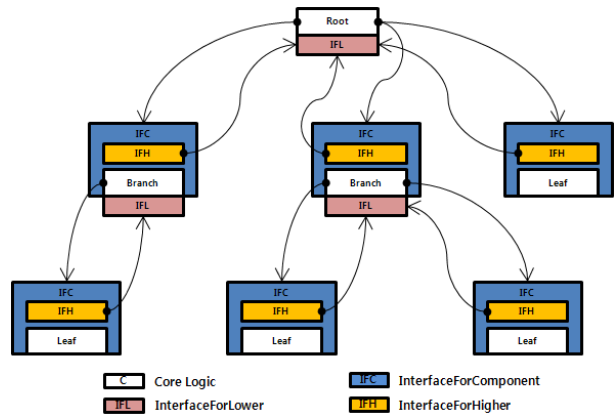 Root
IFL
IFC
IFH
Branch
IFL
IFC
IFH
Branch
IFL
IFC
IFH
Leaf
IFC
IFH
Leaf
IFC
IFH
Leaf
IFC
IFH
Leaf
C Core Logic
IFC InterfaceForComponent
IFL InterfaceForLower
IFH InterfaceForHigher